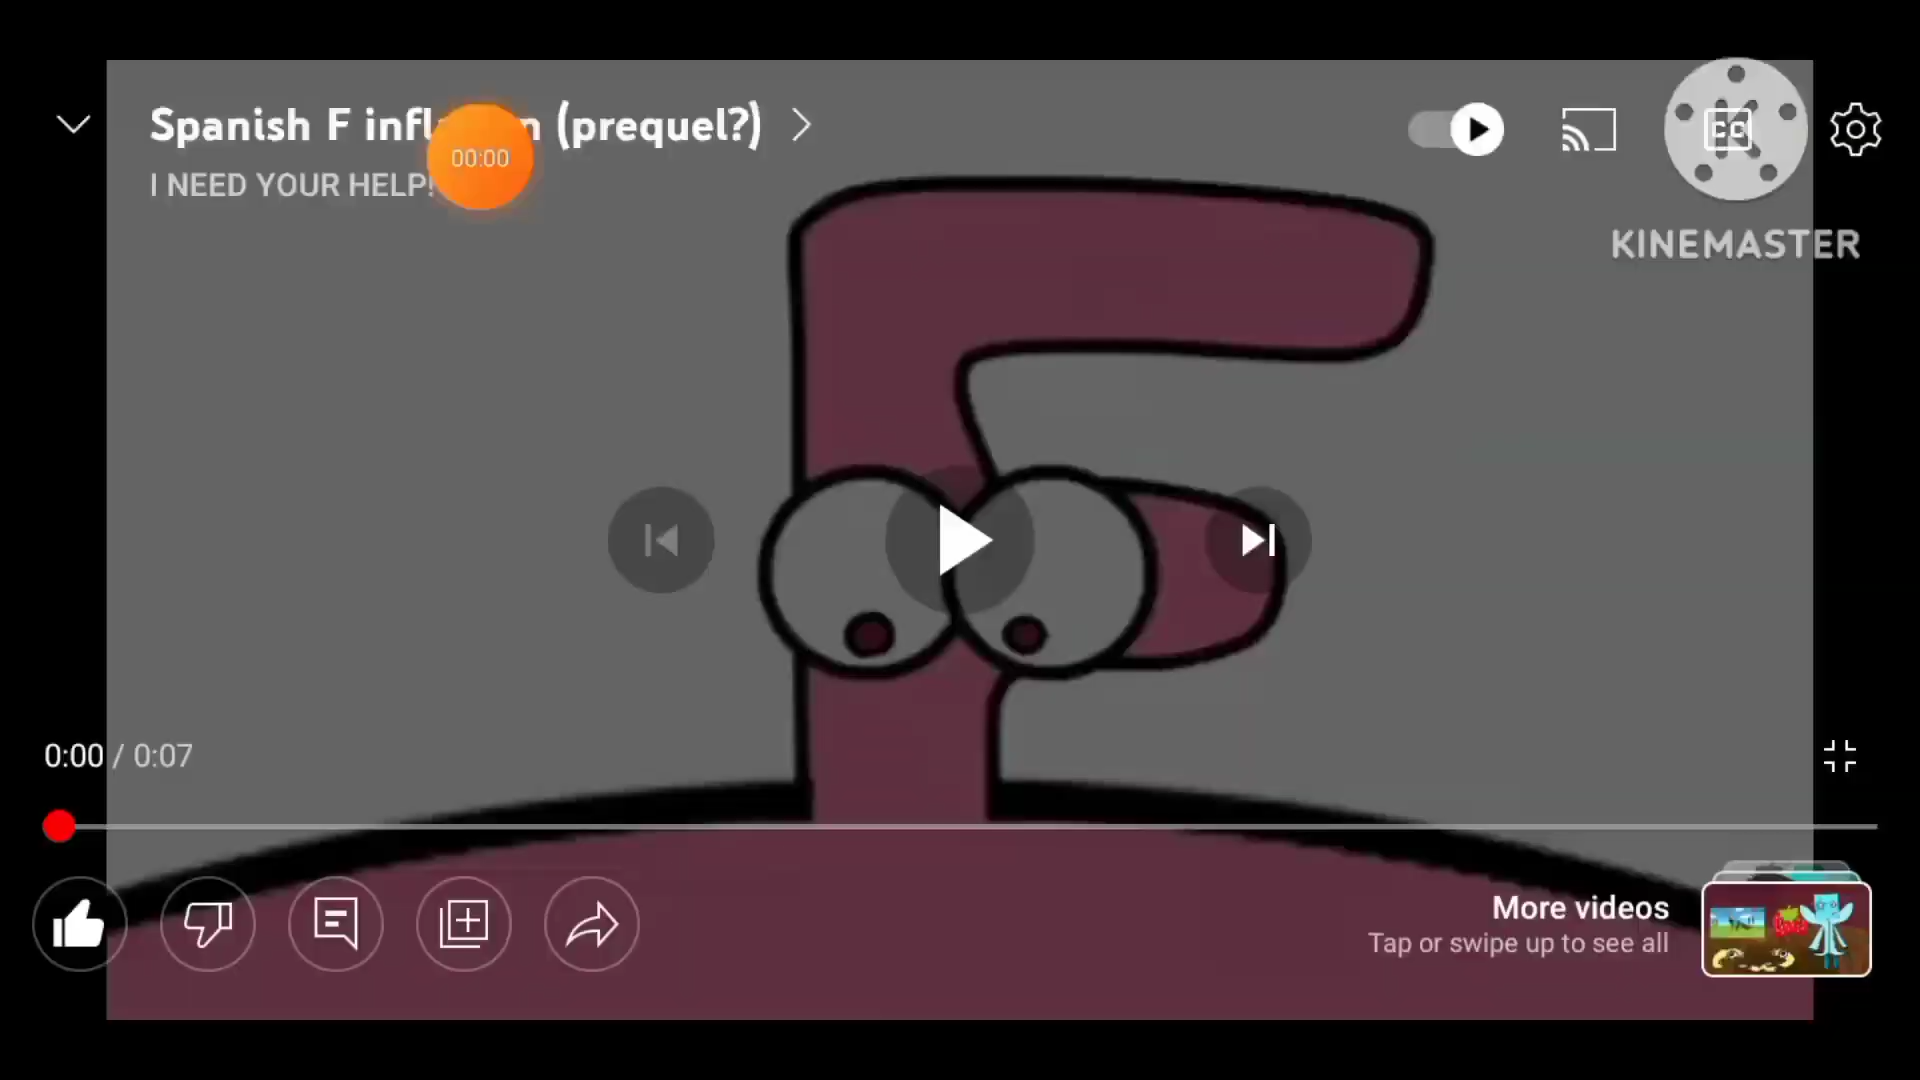 Spanish F infl n (prequel?)
00:00
I NEED YOUR HELP!
CC
KINEMASTER
0:00 / 0:07
More videos
Tap or swipe up to see all